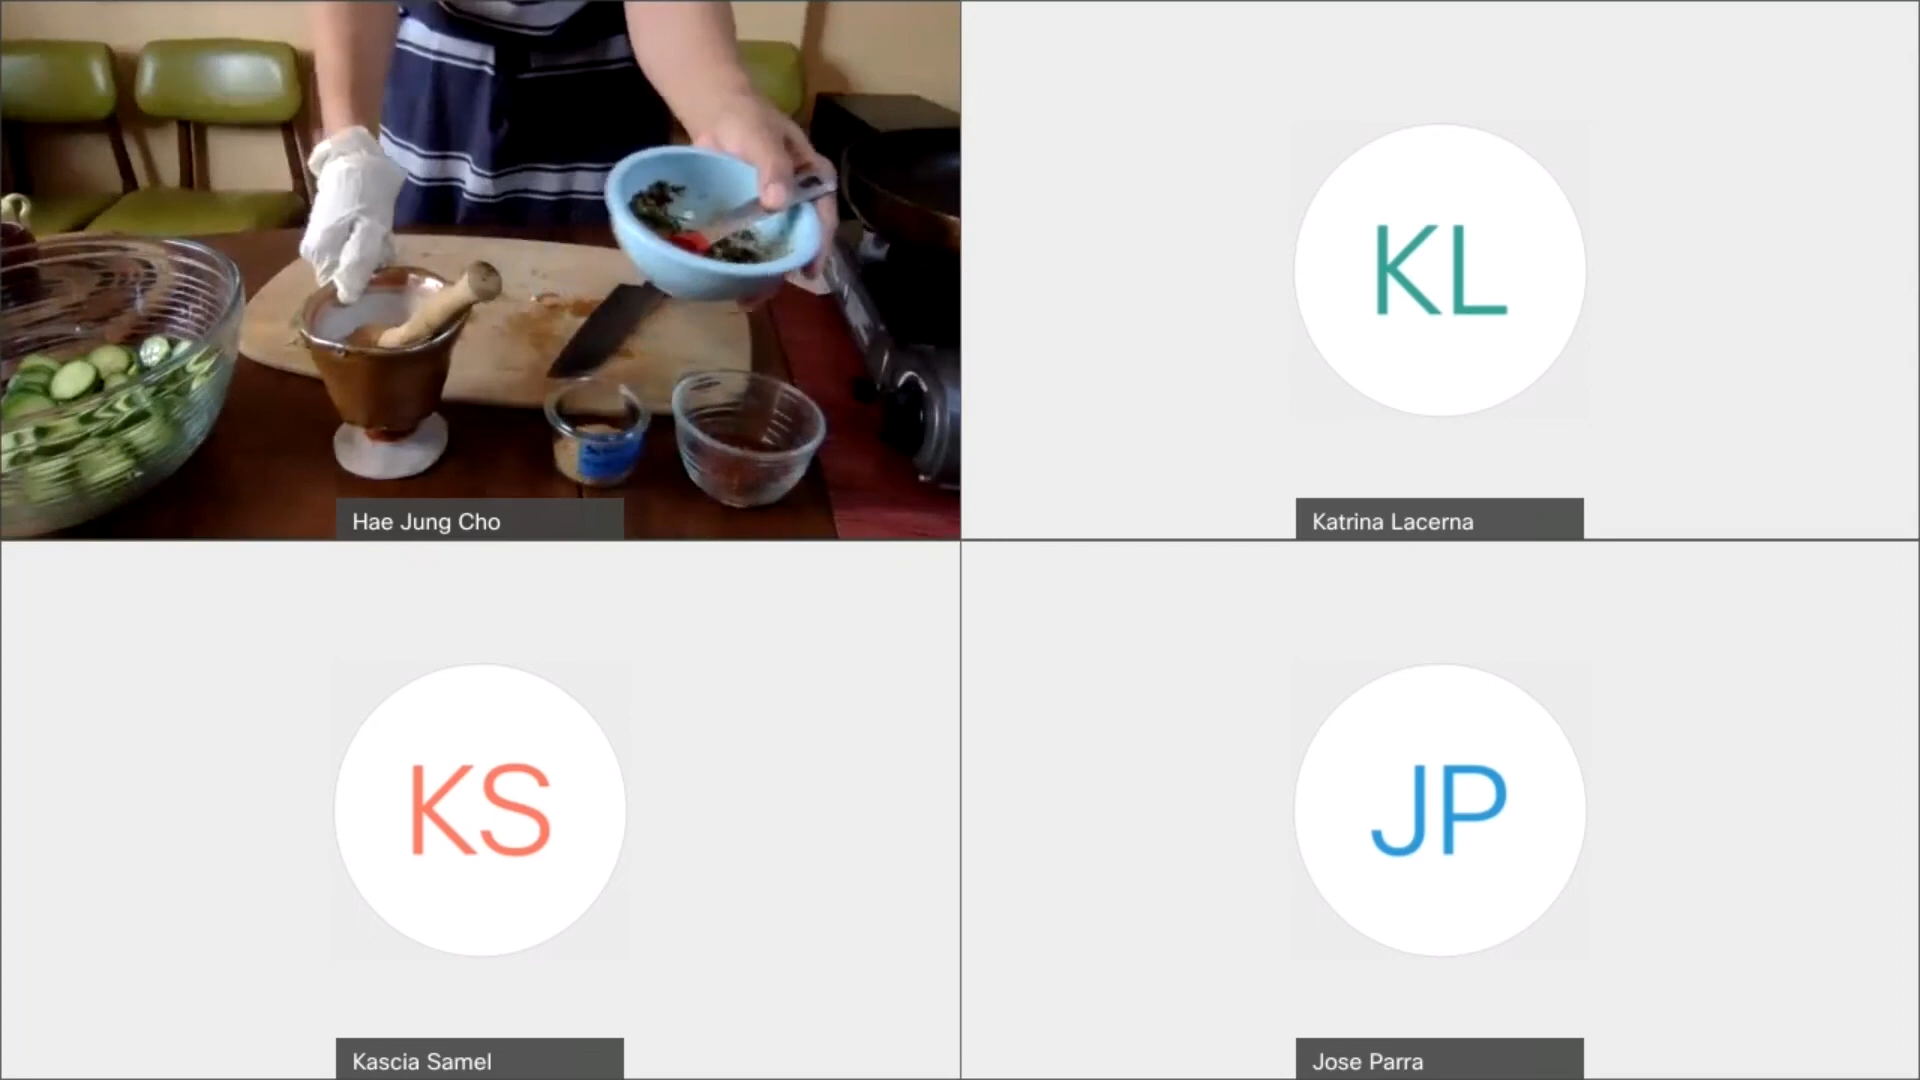 Hae Jung Cho
KL
Katrina Lacerna
KS
Kascia Samel
JP
Jose Parra